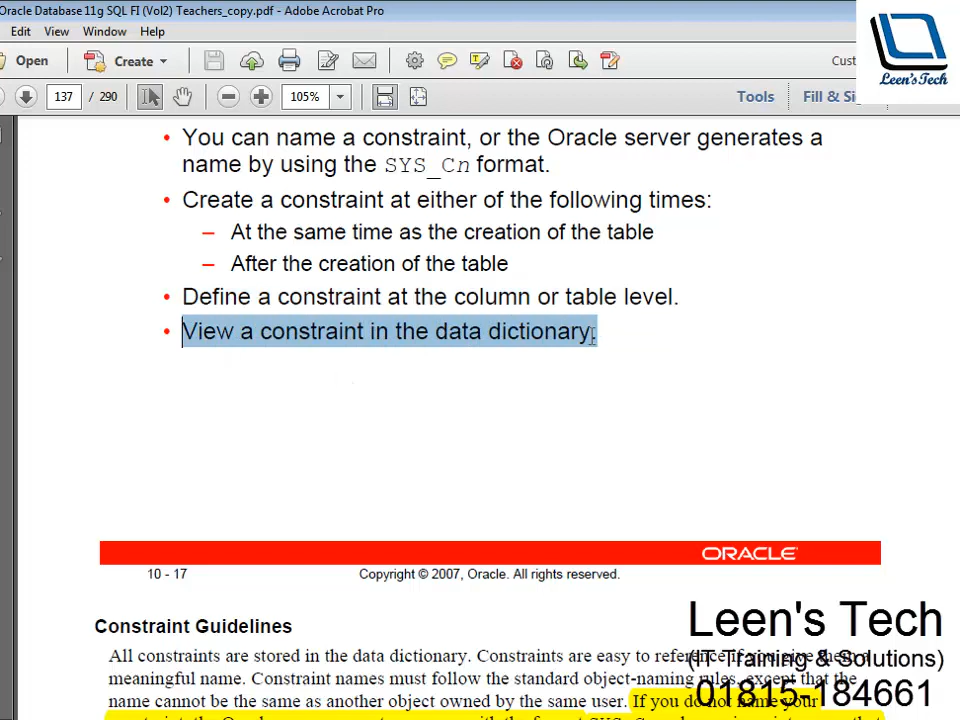 Oracle Database 11g SQL FI (Vol2) Teachers_copy.pdf - Adobe Acrobat Pro
Edit View Window Help
Open Create Cust
137 / 290 105% Tools Fill & Si
Leen'sTech
• You can name a constraint, or the Oracle server generates a
name by using the SYS_Cn format.
• Create a constraint at either of the following times:
– At the same time as the creation of the table
– After the creation of the table
• Define a constraint at the column or table level.
• View a constraint in the data dictionary.
ORACLE
10 - 17 Copyright © 2007, Oracle. All rights reserved.
Constraint Guidelines
All constraints are stored in the data dictionary. Constraints are easy to reference if you give them a
meaningful name. Constraint names must follow the standard object-naming rules, except that the
name cannot be the same as another object owned by the same user. If you do not name your
Leen's Tech
(IT Training & Solutions)
01815-184661